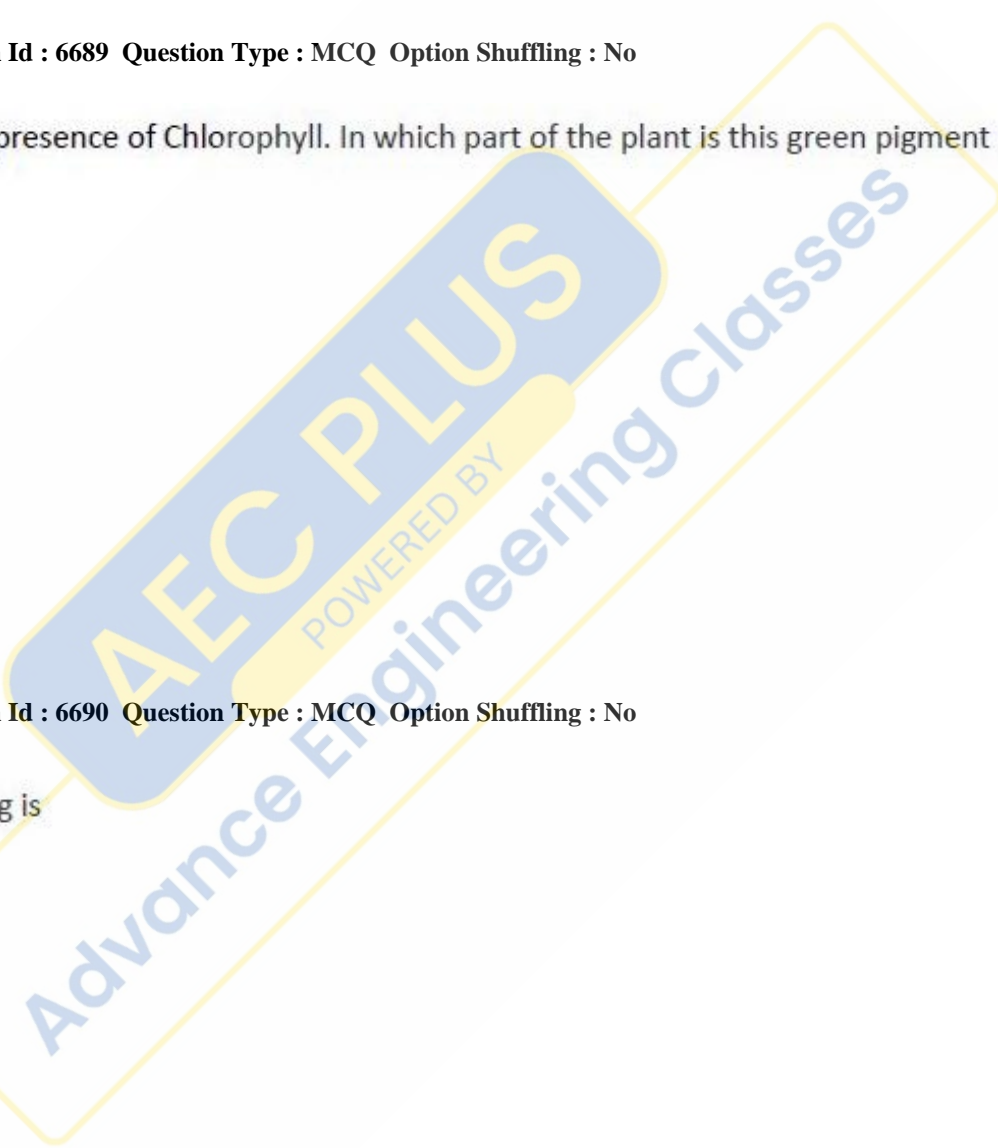 Id : 6689 Question Type : MCQ Option Shuffling : No
presence of Chlorophyll. In which part of the plant is this green pigment
AEC PLUS
POWERED BY
Advance Engineering Classes
Id : 6690 Question Type : MCQ Option Shuffling : No
g is